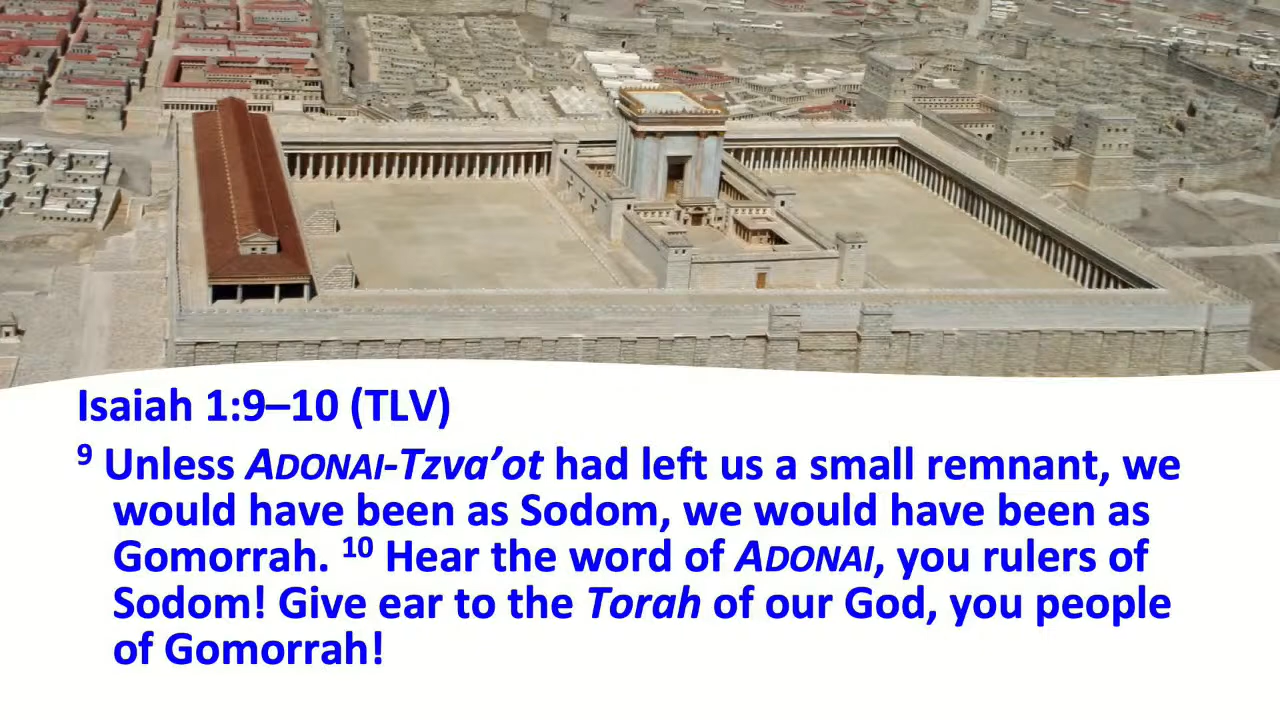 Isaiah 1:9–10 (TLV)
9 Unless ADONAI-Tzva’ot had left us a small remnant, we
would have been as Sodom, we would have been as
Gomorrah. 10 Hear the word of ADONAI, you rulers of
Sodom! Give ear to the Torah of our God, you people
of Gomorrah!